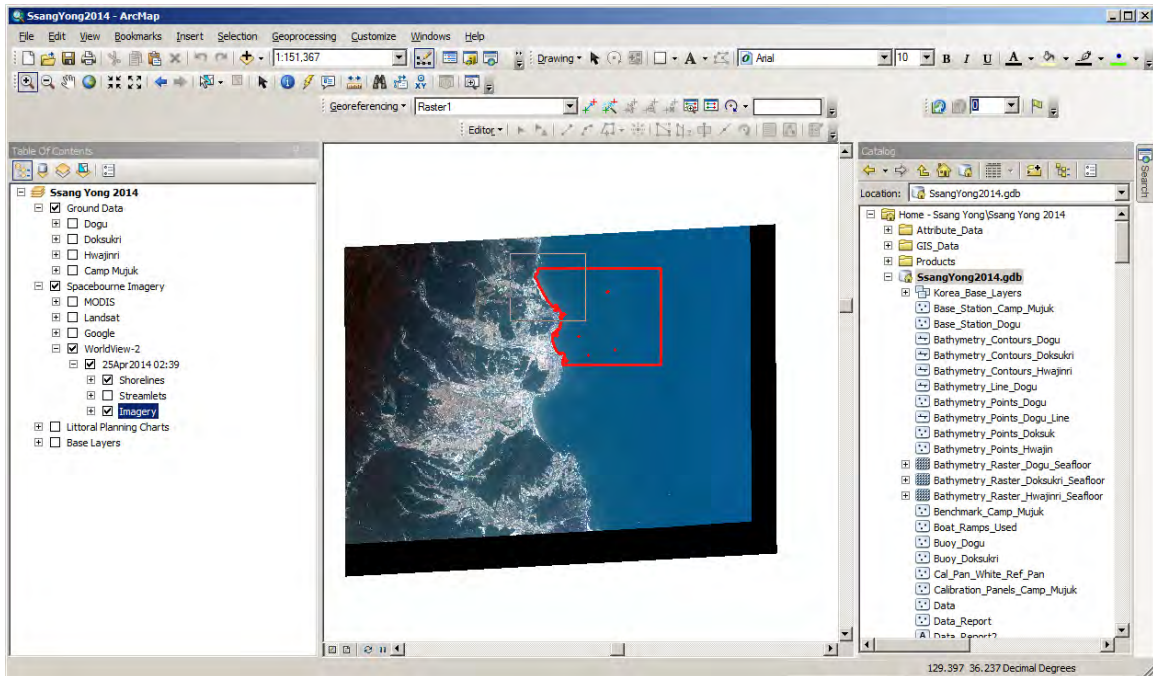 SsangYong2014 - ArcMap
File Edit View Bookmarks Insert Selection Geoprocessing Customize Windows Help
1:151,367 Drawing Arial 10 B I U A
Georeferencing Raster1 0
Editor
Table Of Contents
Ssang Yong 2014
Ground Data
Dogu
Doksukri
Hwajinri
Camp Mujuk
Spacebourne Imagery
MODIS
Landsat
Google
WorldView-2
25Apr2014 02:39
Shorelines
Streamlets
Imagery
Littoral Planning Charts
Base Layers
Catalog
Location: SsangYong2014.gdb
Home - Ssang Yong\Ssang Yong 2014
Attribute_Data
GIS_Data
Products
SsangYong2014.gdb
Korea_Base_Layers
Base_Station_Camp_Mujuk
Base_Station_Dogu
Bathymetry_Contours_Dogu
Bathymetry_Contours_Doksukri
Bathymetry_Contours_Hwajinri
Bathymetry_Line_Dogu
Bathymetry_Points_Dogu
Bathymetry_Points_Dogu_Line
Bathymetry_Points_Doksuk
Bathymetry_Points_Hwajin
Bathymetry_Raster_Dogu_Seafloor
Bathymetry_Raster_Doksukri_Seafloor
Bathymetry_Raster_Hwajinri_Seafloor
Benchmark_Camp_Mujuk
Boat_Ramps_Used
Buoy_Dogu
Buoy_Doksukri
Cal_Pan_White_Ref_Pan
Calibration_Panels_Camp_Mujuk
Data
Data_Report
Data_Report2
Search
129.397 36.237 Decimal Degrees